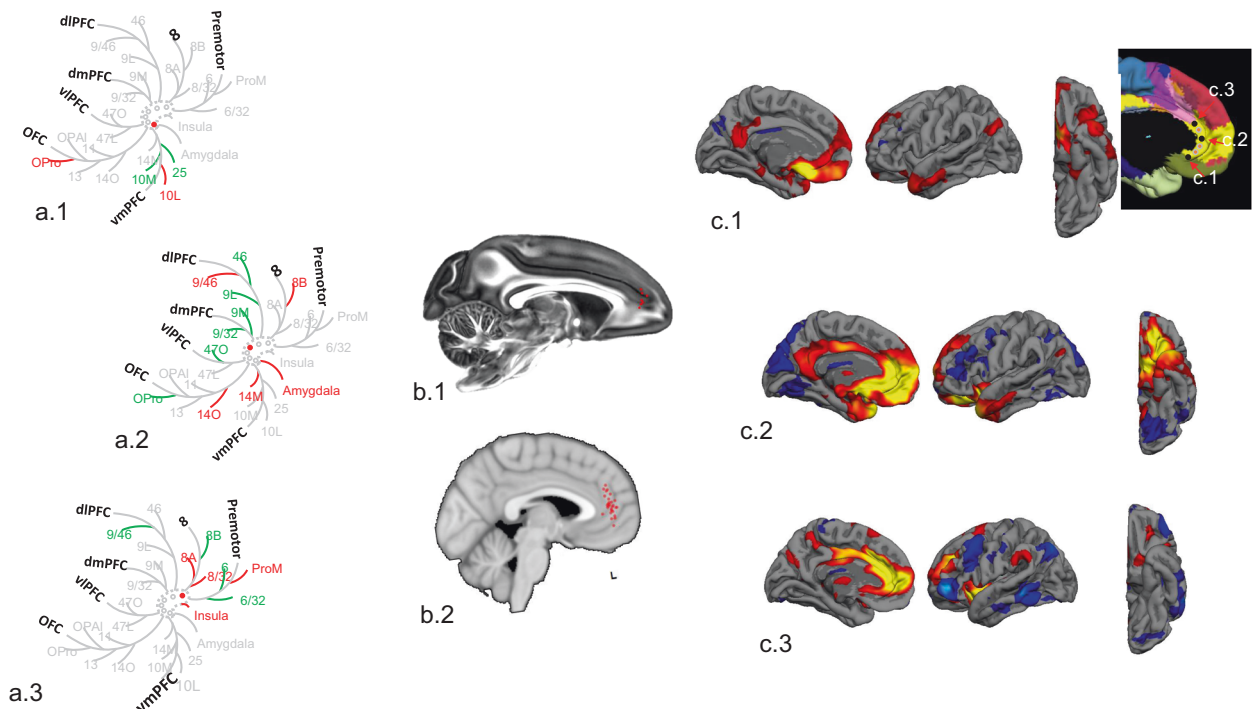 dlPFC
46
9/46
9L
8
8B
Premotor
dmPFC
9M
8A
6
ProM
8/32
9/32
6/32
vlPFC
47O
Insula
OFC
OPAl
11
47L
Amygdala
OPro
14M
25
13
14O
10M
10L
vmPFC
a.1
dlPFC
46
9/46
9L
8
8B
Premotor
dmPFC
9M
8A
6
ProM
8/32
9/32
6/32
vlPFC
47O
Insula
OFC
OPAl
11
47L
Amygdala
OPro
14M
25
13
14O
10M
10L
vmPFC
a.2
dlPFC
46
9/46
9L
8
8B
Premotor
dmPFC
9M
8A
6
ProM
8/32
9/32
6/32
vlPFC
47O
Insula
OFC
OPAl
11
47L
Amygdala
OPro
14M
25
13
14O
10M
10L
vmPFC
a.3
b.1
b.2
L
c.1
c.3
c.2
c.1
c.2
c.3